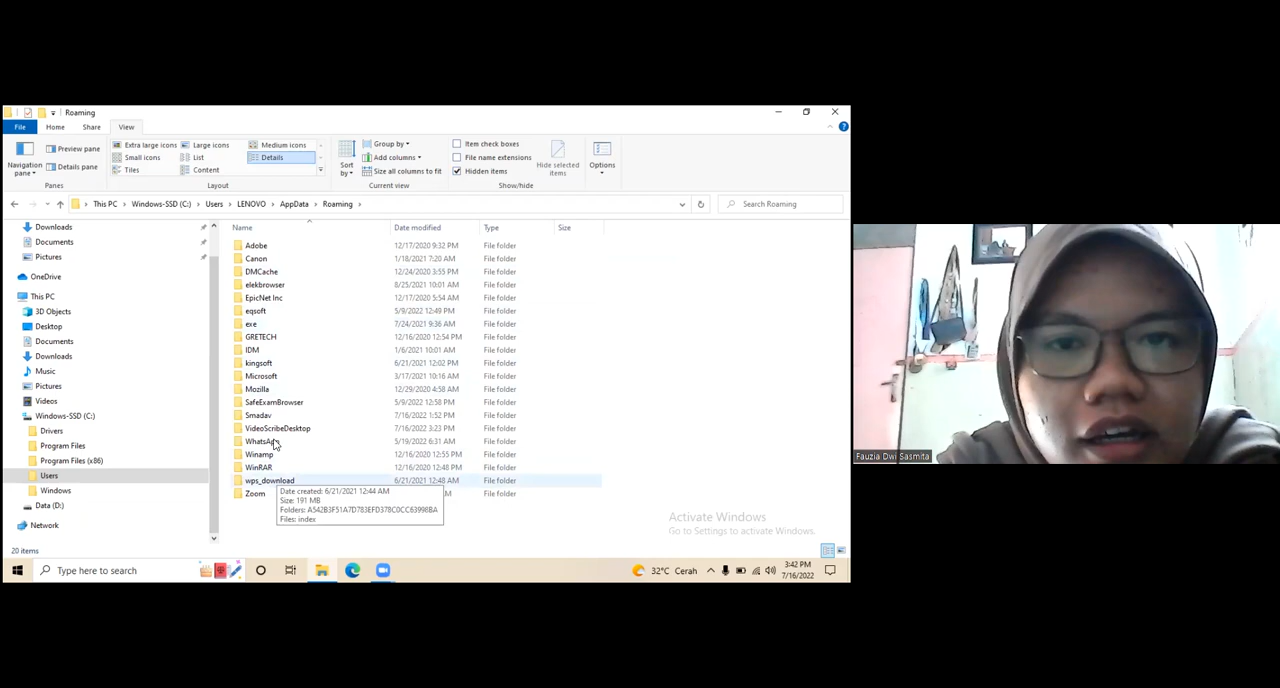 Roaming
File Home Share View
Navigation pane
Preview pane
Details pane
Panes
Extra large icons Large icons Medium icons
Small icons List Details
Tiles Content
Layout
Sort by
Group by
Add columns
Size all columns to fit
Current view
Item check boxes
File name extensions
Hidden items
Hide selected items
Show/hide
Options
This PC > Windows-SSD (C:) > Users > LENOVO > AppData > Roaming >
Search Roaming
Downloads
Documents
Pictures
OneDrive
This PC
3D Objects
Desktop
Documents
Downloads
Music
Pictures
Videos
Windows-SSD (C:)
Drivers
Program Files
Program Files (x86)
Users
Windows
Data (D:)
Network
Name Date modified Type Size
Adobe 12/17/2020 9:32 PM File folder
Canon 1/18/2021 7:20 AM File folder
DMCache 12/24/2020 3:55 PM File folder
elekbrowser 8/25/2021 10:01 AM File folder
EpicNet Inc 12/17/2020 5:54 AM File folder
eqsoft 5/9/2022 12:49 PM File folder
exe 7/24/2021 9:36 AM File folder
GRETECH 12/16/2020 12:54 PM File folder
IDM 1/6/2021 10:01 AM File folder
kingsoft 6/21/2021 12:02 PM File folder
Microsoft 3/17/2021 10:16 AM File folder
Mozilla 12/29/2020 4:58 AM File folder
SafeExamBrowser 5/9/2022 12:58 PM File folder
Smadav 7/16/2022 1:52 PM File folder
VideoScribeDesktop 7/16/2022 3:23 PM File folder
WhatsApp 5/19/2022 6:31 AM File folder
Winamp 12/16/2020 12:55 PM File folder
WinRAR 12/16/2020 12:48 PM File folder
wps_download 6/21/2021 12:48 AM File folder
Zoom AM File folder
Date created: 6/21/2021 12:44 AM
Size: 191 MB
Folders: A542B3F51A7D783EFD378C0CC63998BA
Files: index
Activate Windows
Go to Settings to activate Windows.
20 items
Type here to search
32°C Cerah
3:42 PM
7/16/2022
Fauzia Dwi Sasmita